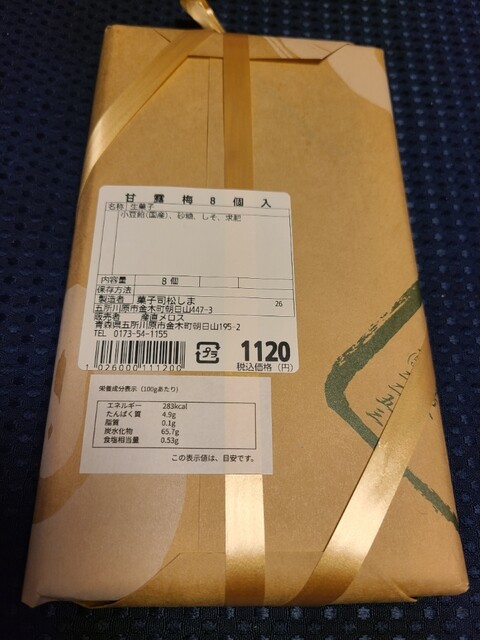 甘露梅8個入
名称 生菓子
小豆餡(国産)、砂糖、しそ、求肥
内容量 8個
保存方法
製造者 菓子司松しま 26
五所川原市金木町朝日山447-3
販売者 産直メロス
青森県五所川原市金木町朝日山195-2
TEL 0173-54-1155
プラ
1120
税込価格(円)
1026000111200
栄養成分表示(100gあたり)
エネルギー 283kcal
たんぱく質 4.9g
脂質 0.1g
炭水化物 65.7g
食塩相当量 0.53g
この表示値は、目安です。